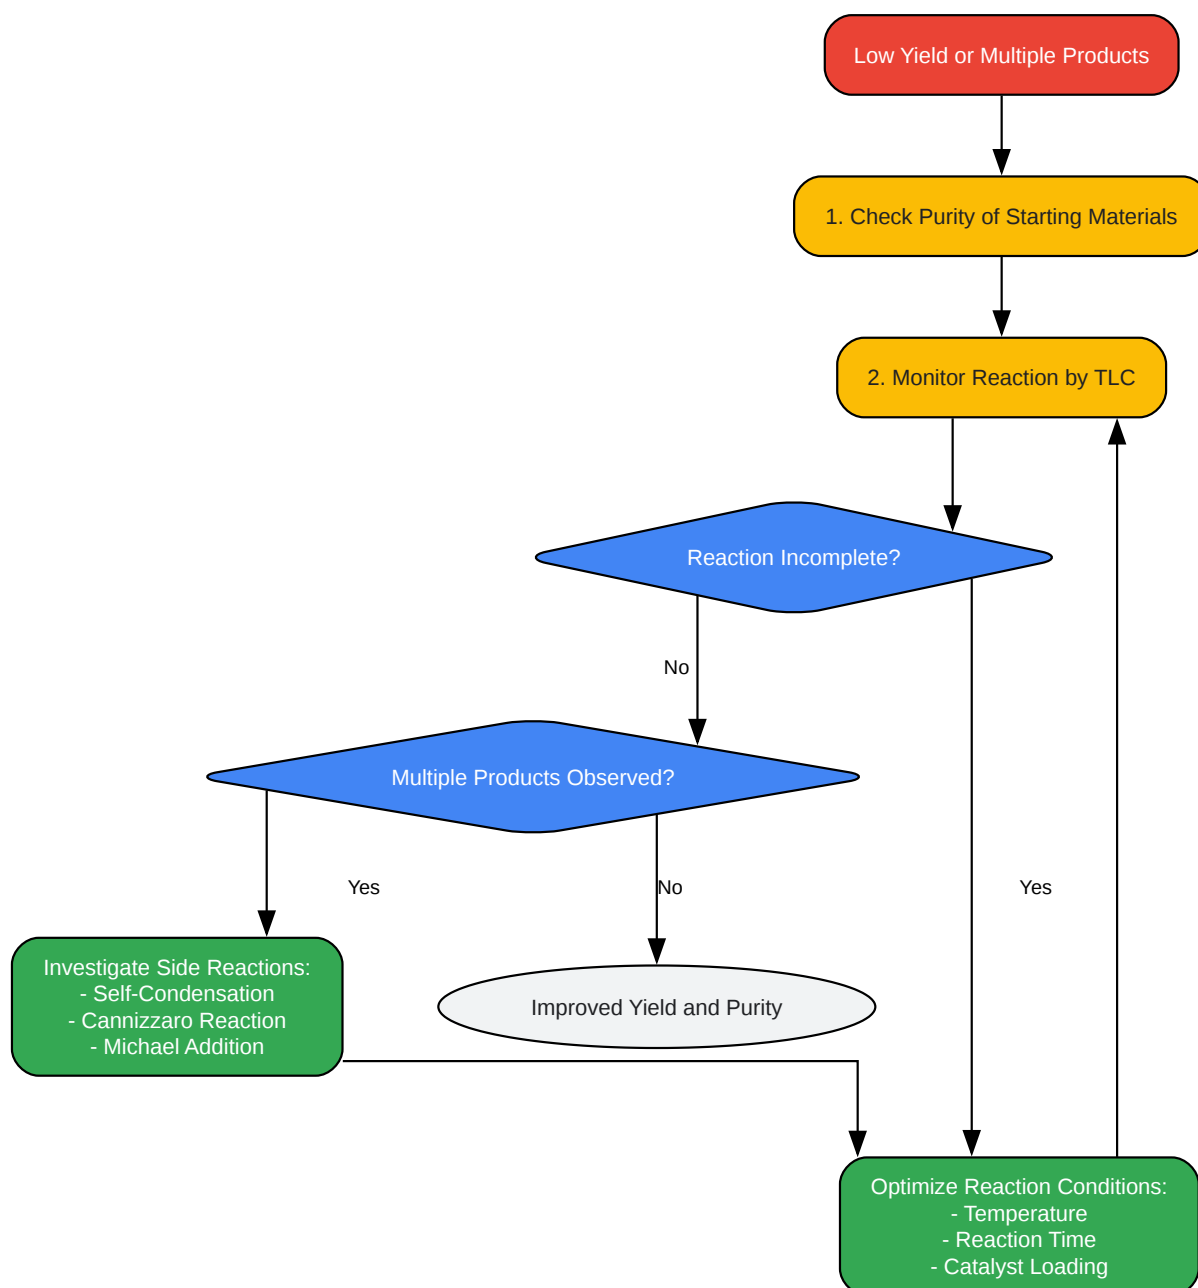 Low Yield or Multiple Products
1. Check Purity of Starting Materials
2. Monitor Reaction by TLC
Reaction Incomplete?
No
Multiple Products Observed?
Yes
No
Yes
Investigate Side Reactions:
- Self-Condensation
- Cannizzaro Reaction
- Michael Addition
Improved Yield and Purity
Optimize Reaction Conditions:
- Temperature
- Reaction Time
- Catalyst Loading